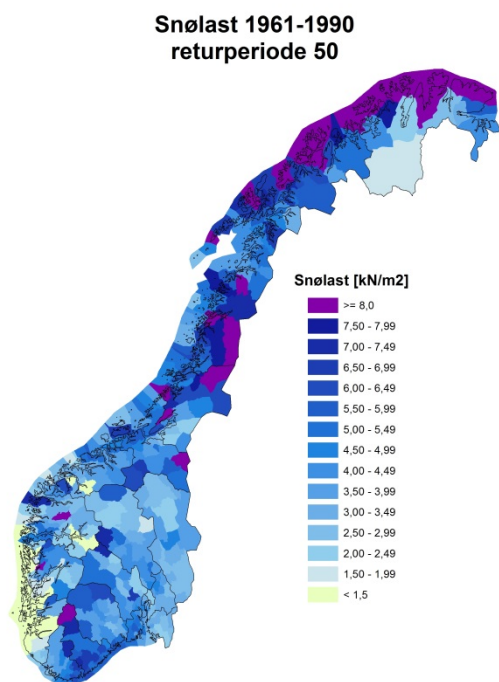 Snølast 1961-1990
returperiode 50
Snølast [kN/m2]
>= 8,0
7,50 - 7,99
7,00 - 7,49
6,50 - 6,99
6,00 - 6,49
5,50 - 5,99
5,00 - 5,49
4,50 - 4,99
4,00 - 4,49
3,50 - 3,99
3,00 - 3,49
2,50 - 2,99
2,00 - 2,49
1,50 - 1,99
< 1,5